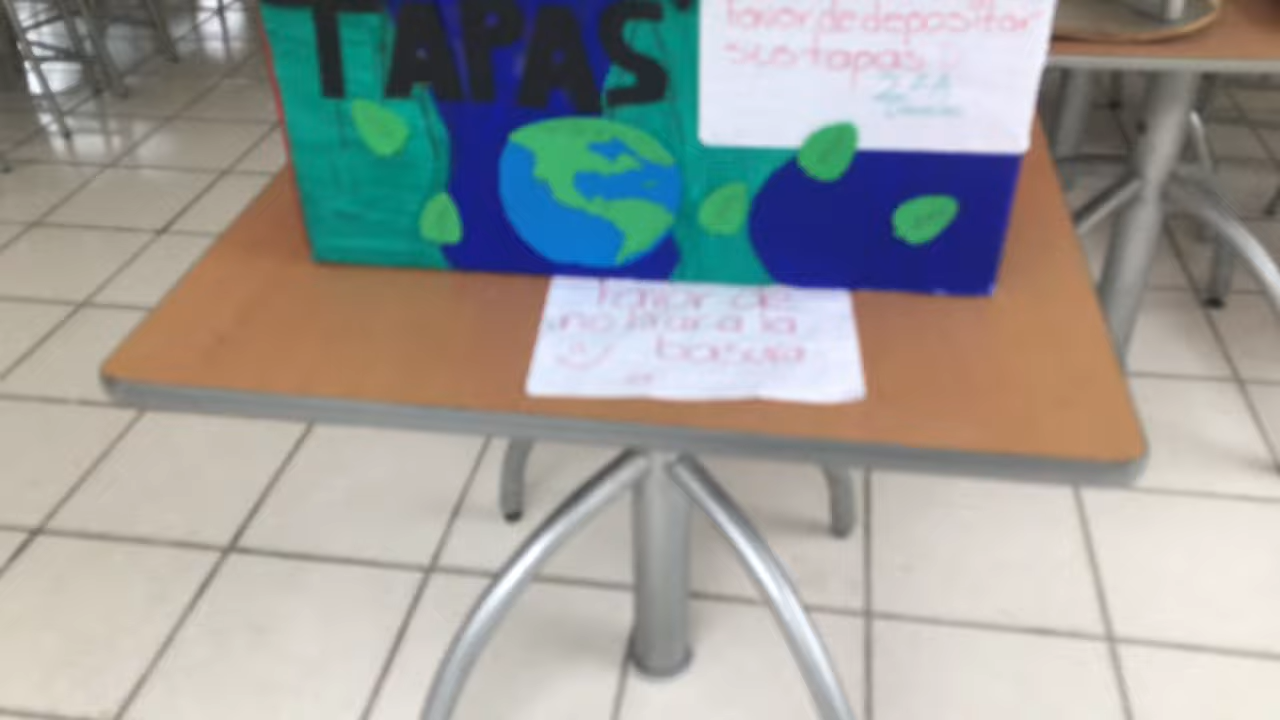 TAPAS
favor de depositar
sus tapas
favor de
no tirar a la
basura